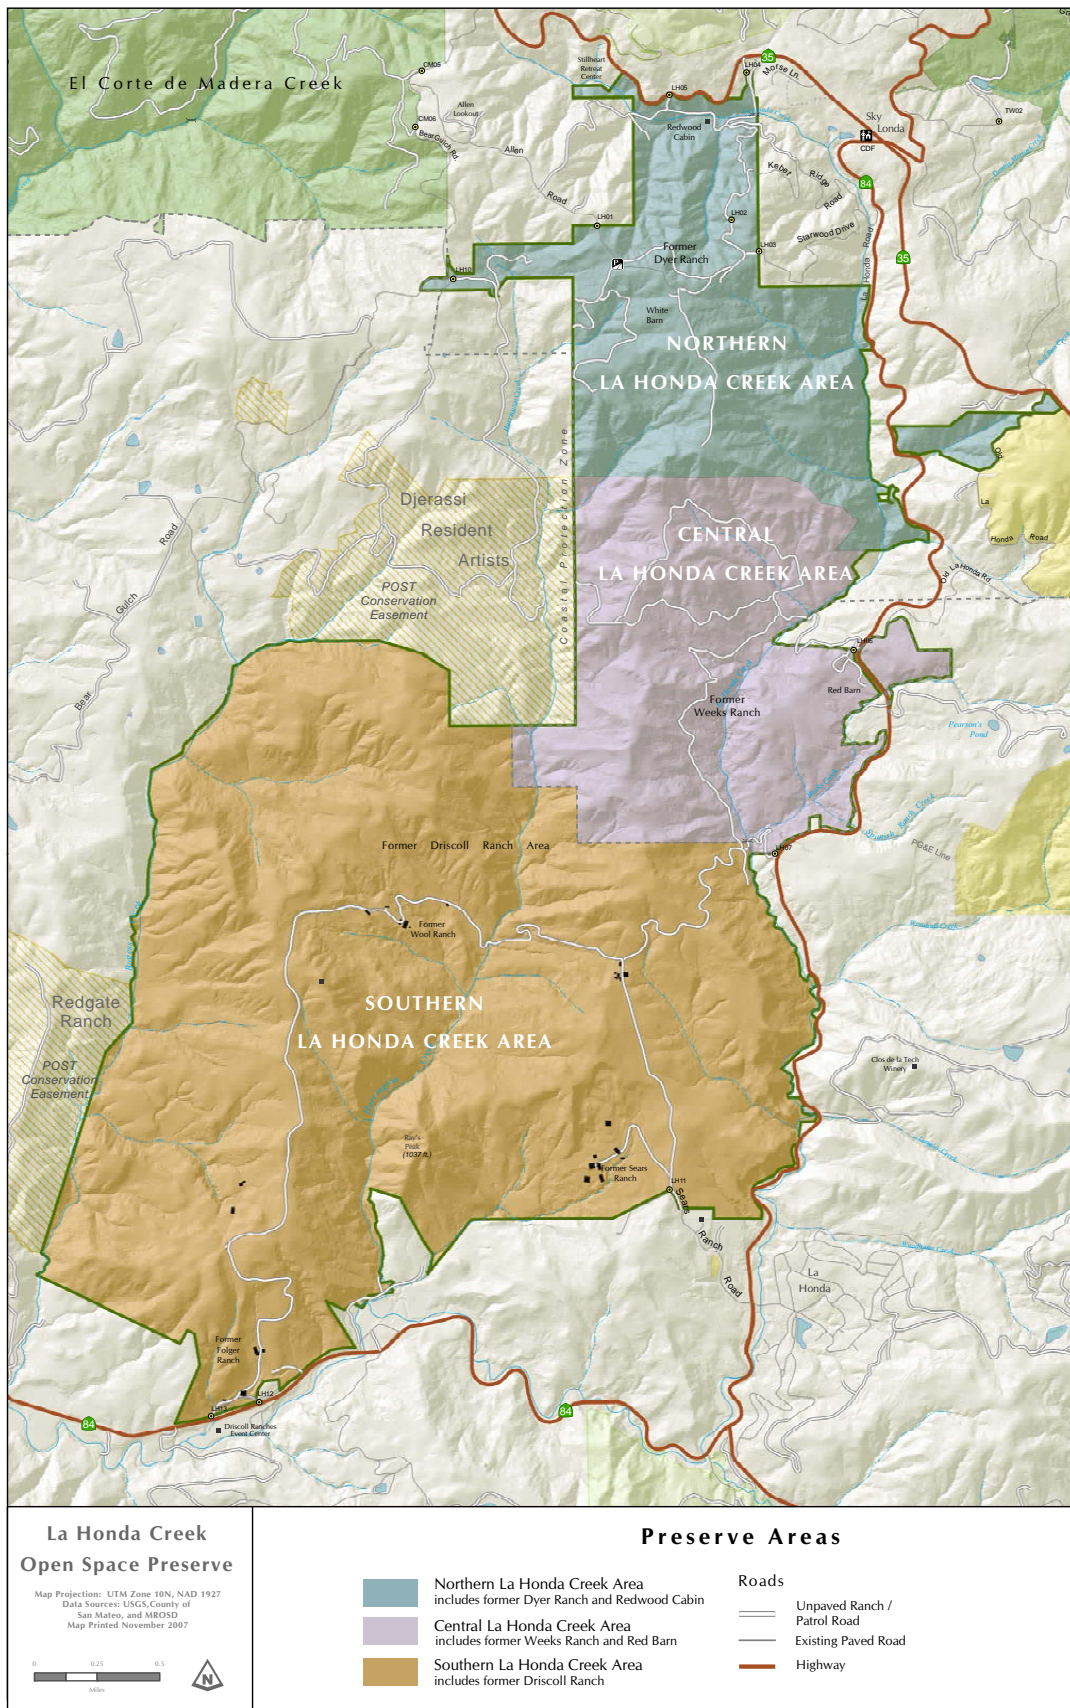 El Corte de Madera Creek
CM05
CM06
Allen
Lookout
Bear Gulch Rd.
Allen
Road
Stillheart
Retreat
Center
LH05
LH04
35
Morse Ln.
Redwood
Cabin
Sky
Londa
CDF
TW02
84
Keber
Ridge
Road
Starwood Drive
La Honda Road
35
LH01
LH02
LH03
LH10
P
Former
Dyer Ranch
White
Barn
NORTHERN
LA HONDA CREEK AREA
Coastal Protection Zone
Djerassi
Resident
Artists
POST
Conservation
Easement
Bear
Gulch
Road
Old
La
Honda
Road
CENTRAL
LA HONDA CREEK AREA
Old La Honda Rd.
LH06
Red Barn
Former
Weeks Ranch
Pearson's
Pond
PG&E Line
LH07
Former Driscoll Ranch Area
Former
Wool Ranch
SOUTHERN
LA HONDA CREEK AREA
Redgate
Ranch
POST
Conservation
Easement
Clos de la Tech
Winery
Ray's
Peak
(1037 ft.)
Former Sears
Ranch
LH11
Sears
Ranch
Road
La
Honda
Former
Folger
Ranch
LH12
LH13
84
Driscoll Ranches
Event Center
84
La Honda Creek
Open Space Preserve
Map Projection: UTM Zone 10N, NAD 1927
Data Sources: USGS,County of
San Mateo, and MROSD
Map Printed November 2007
0 0.25 0.5
Miles
N
Preserve Areas
Northern La Honda Creek Area
includes former Dyer Ranch and Redwood Cabin
Central La Honda Creek Area
includes former Weeks Ranch and Red Barn
Southern La Honda Creek Area
includes former Driscoll Ranch
Roads
Unpaved Ranch /
Patrol Road
Existing Paved Road
Highway